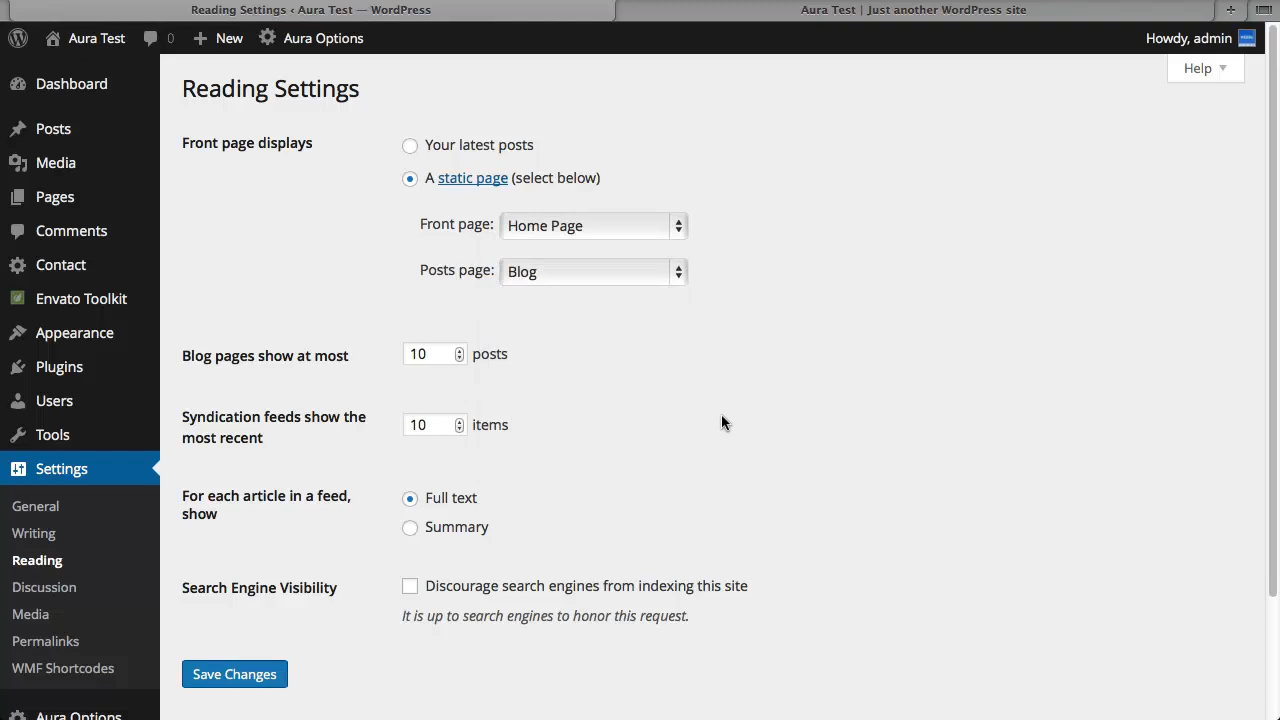 Reading Settings ‹ Aura Test — WordPress
Aura Test | Just another WordPress site
+
Aura Test
0
New
Aura Options
Howdy, admin
Help
Dashboard
Posts
Media
Pages
Comments
Contact
Envato Toolkit
Appearance
Plugins
Users
Tools
Settings
General
Writing
Reading
Discussion
Media
Permalinks
WMF Shortcodes
Aura Options
Reading Settings
Front page displays
Your latest posts
A static page (select below)
Front page: Home Page
Posts page: Blog
Blog pages show at most
10 posts
Syndication feeds show the
most recent
10 items
For each article in a feed,
show
Full text
Summary
Search Engine Visibility
Discourage search engines from indexing this site
It is up to search engines to honor this request.
Save Changes